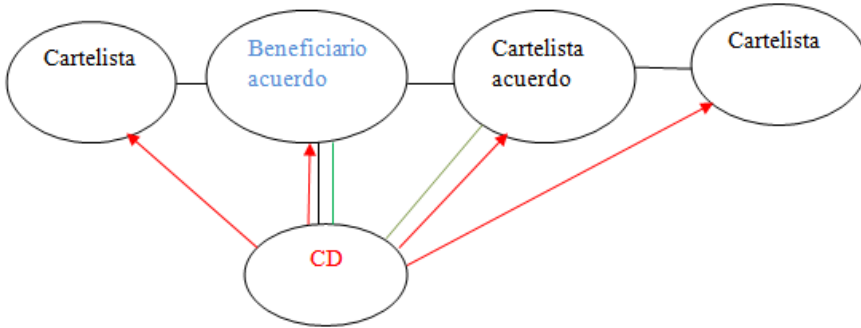 Cartelista
Beneficiario
acuerdo
Cartelista
acuerdo
Cartelista
CD